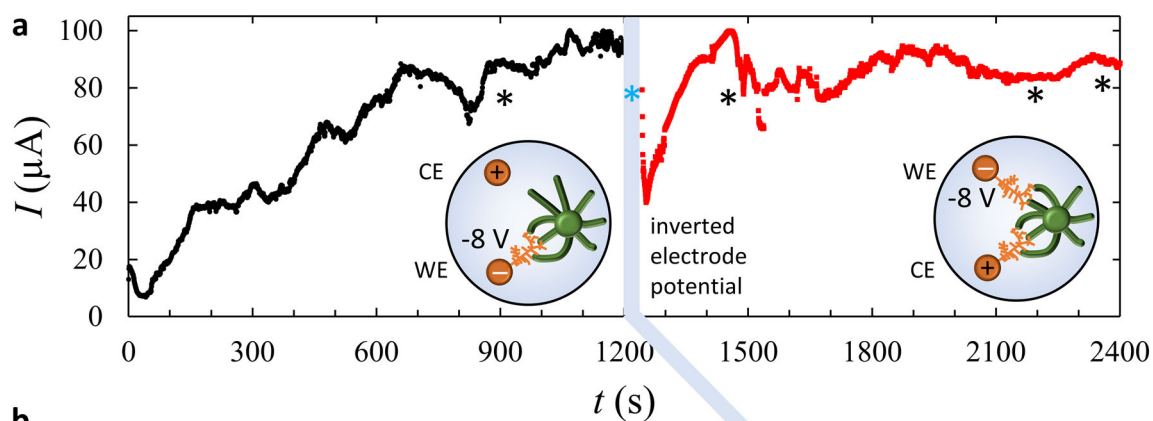 a
I (μA)
100
80
60
40
20
0
*
*
*
*
*
CE
+
-8 V
WE
−
inverted
electrode
potential
WE
−
-8 V
CE
+
0
300
600
900
1200
1500
1800
2100
2400
t (s)
b